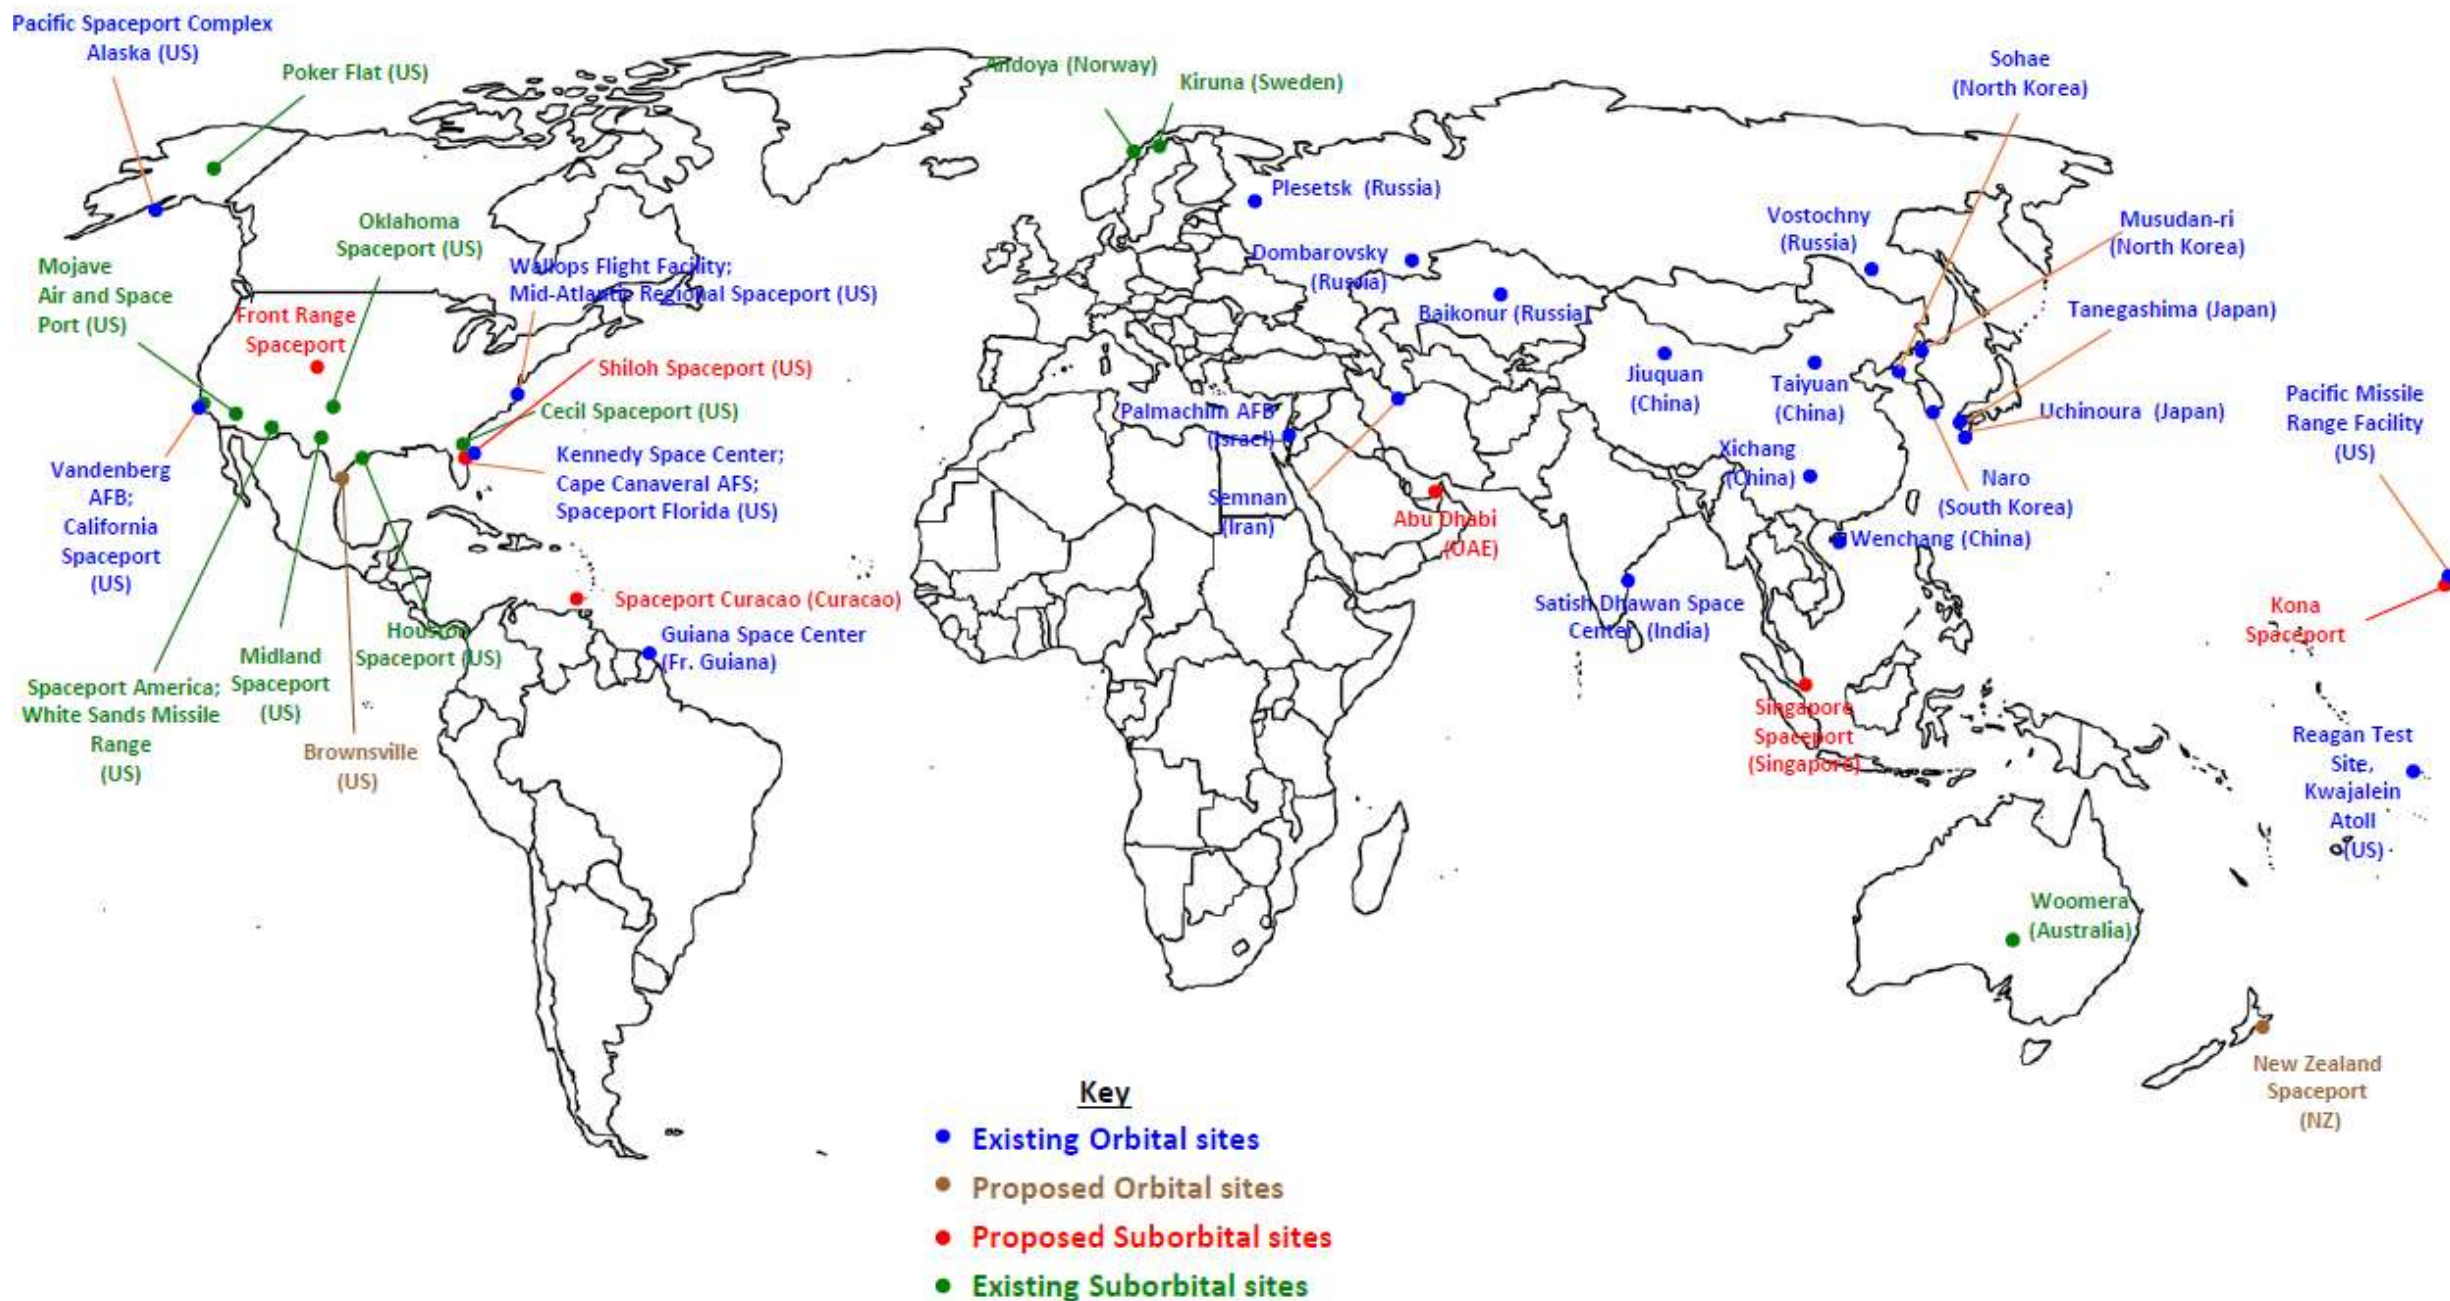 Pacific Spaceport Complex
Alaska (US)
Poker Flat (US)
Andoya (Norway)
Kiruna (Sweden)
Sohae
(North Korea)
Plesetsk (Russia)
Oklahoma
Spaceport (US)
Vostochny
(Russia)
Musudan-ri
(North Korea)
Mojave
Air and Space
Port (US)
Wallops Flight Facility;
Mid-Atlantic Regional Spaceport (US)
Dombarovsky
(Russia)
Baikonur (Russia)
Tanegashima (Japan)
Front Range
Spaceport
Shiloh Spaceport (US)
Cecil Spaceport (US)
Jiuquan
(China)
Taiyuan
(China)
Palmachim AFB
(Israel)
Uchinoura (Japan)
Pacific Missile
Range Facility
(US)
Vandenberg
AFB;
California
Spaceport
(US)
Kennedy Space Center;
Cape Canaveral AFS;
Spaceport Florida (US)
Xichang
(China)
Semnan
(Iran)
Naro
(South Korea)
Abu Dhabi
(UAE)
Wenchang (China)
Spaceport Curacao (Curacao)
Satish Dhawan Space
Center (India)
Kona
Spaceport
Guiana Space Center
(Fr. Guiana)
Houston
Spaceport (US)
Midland
Spaceport
(US)
Spaceport America;
White Sands Missile
Range
(US)
Brownsville
(US)
Singapore
Spaceport
(Singapore)
Reagan Test
Site,
Kwajalein
Atoll
(US)
Woomera
(Australia)
New Zealand
Spaceport
(NZ)
Key
Existing Orbital sites
Proposed Orbital sites
Proposed Suborbital sites
Existing Suborbital sites